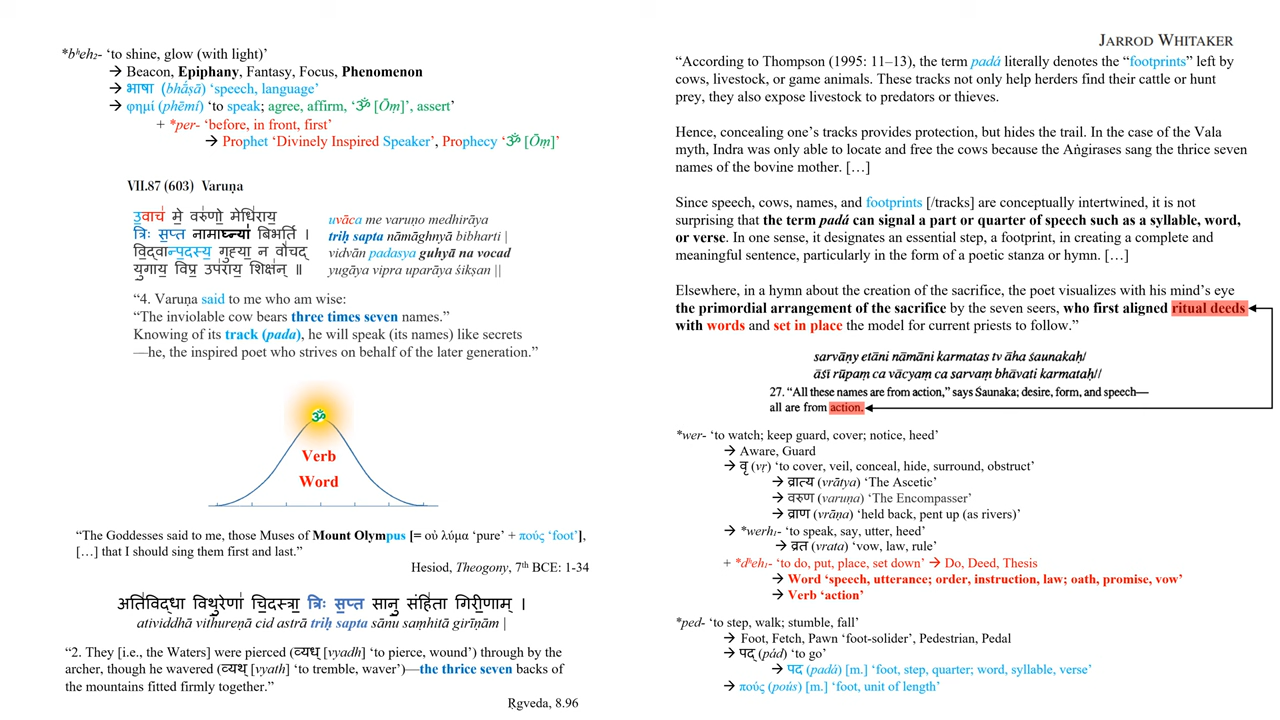 *bʰeh₂- ‘to shine, glow (with light)’
→ Beacon, Epiphany, Fantasy, Focus, Phenomenon
→ भाषा (bhā́ṣā) ‘speech, language’
→ φημί (phēmí) ‘to speak; agree, affirm, ‘ॐ [Ōṃ]’, assert’
+ *per- ‘before, in front, first’
→ Prophet ‘Divinely Inspired Speaker’, Prophecy ‘ॐ [Ōṃ]’
VII.87 (603) Varuṇa
उ॒वाच॑ मे॒ वरु॑णो॒ मेधि॑राय॒
त्रिः स॒प्त नामाघ्न्या॑ बिभर्ति ।
वि॒द्वान्प॒दस्य॒ गुह्या॒ न वो॑चद्
यु॒गाय॒ विप्र॒ उप॑राय॒ शिक्ष॑न् ॥
uvāca me varuṇo medhirāya
triḥ sapta nāmāghnyā bibharti |
vidvān padasya guhyā na vocad
yugāya vipra uparāya śikṣan ||
“4. Varuṇa said to me who am wise:
“The inviolable cow bears three times seven names.”
Knowing of its track (pada), he will speak (its names) like secrets
—he, the inspired poet who strives on behalf of the later generation.”
ॐ
Verb
Word
“The Goddesses said to me, those Muses of Mount Olympus [= οὐ λύμα ‘pure’ + πούς ‘foot’],
[…] that I should sing them first and last.”
Hesiod, Theogony, 7th BCE: 1-34
अति॑विद्धा विथु॒रेणा॑ चि॒दस्त्रा॒ त्रिः स॒प्त सानु॒ संहि॑ता गिरी॒णाम् ।
atividdhā vithureṇā cid astrā triḥ sapta sānu saṃhitā girīṇām |
“2. They [i.e., the Waters] were pierced (व्यध् [vyadh] ‘to pierce, wound’) through by the
archer, though he wavered (व्यथ् [vyath] ‘to tremble, waver’)—the thrice seven backs of
the mountains fitted firmly together.”
Ṛgveda, 8.96
JARROD WHITAKER
“According to Thompson (1995: 11–13), the term padá literally denotes the “footprints” left by
cows, livestock, or game animals. These tracks not only help herders find their cattle or hunt
prey, they also expose livestock to predators or thieves.
Hence, concealing one’s tracks provides protection, but hides the trail. In the case of the Vala
myth, Indra was only able to locate and free the cows because the Aṅgirases sang the thrice seven
names of the bovine mother. […]
Since speech, cows, names, and footprints [/tracks] are conceptually intertwined, it is not
surprising that the term padá can signal a part or quarter of speech such as a syllable, word,
or verse. In one sense, it designates an essential step, a footprint, in creating a complete and
meaningful sentence, particularly in the form of a poetic stanza or hymn. […]
Elsewhere, in a hymn about the creation of the sacrifice, the poet visualizes with his mind’s eye
the primordial arrangement of the sacrifice by the seven seers, who first aligned ritual deeds
with words and set in place the model for current priests to follow.”
sarvāṇy etāni nāmāni karmatas tv āha śaunakaḥ/
āśī rūpaṃ ca vācyaṃ ca sarvaṃ bhāvati karmataḥ//
27. “All these names are from action,” says Śaunaka; desire, form, and speech—
all are from action.
*wer- ‘to watch; keep guard, cover; notice, heed’
→ Aware, Guard
→ वृ (vṛ) ‘to cover, veil, conceal, hide, surround, obstruct’
→ व्रात्य (vrātya) ‘The Ascetic’
→ वरुण (varuṇa) ‘The Encompasser’
→ व्राण (vrāṇa) ‘held back, pent up (as rivers)’
→ *werh₁- ‘to speak, say, utter, heed’
→ व्रत (vrata) ‘vow, law, rule’
+ *dʰeh₁- ‘to do, put, place, set down’ → Do, Deed, Thesis
→ Word ‘speech, utterance; order, instruction, law; oath, promise, vow’
→ Verb ‘action’
*ped- ‘to step, walk; stumble, fall’
→ Foot, Fetch, Pawn ‘foot-solider’, Pedestrian, Pedal
→ पद् (pád) ‘to go’
→ पद (padá) [m.] ‘foot, step, quarter; word, syllable, verse’
→ πούς (poús) [m.] ‘foot, unit of length’